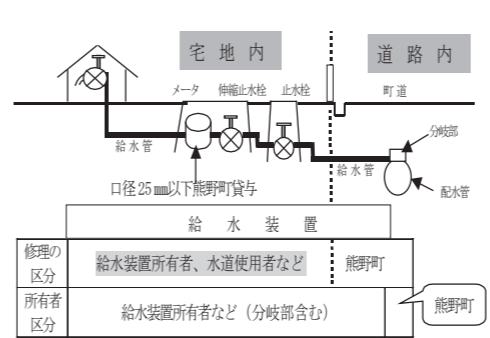 宅地内
道路内
メータ 伸縮止水栓 止水栓
町道
分岐部
給水管
給水管
配水管
口径25㎜以下熊野町貸与
給水装置
修理の
区分
給水装置所有者、水道使用者など
熊野町
所有者
区分
給水装置所有者など（分岐部含む）
熊野町